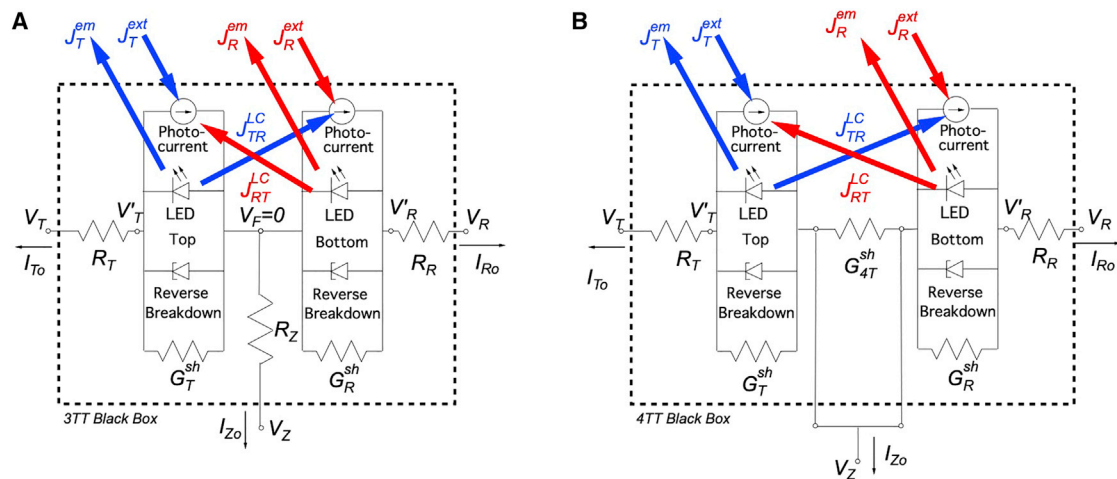 A
J_T^em
J_T^ext
J_R^em
J_R^ext
Photo-
current
J_TR^LC
Photo-
current
J_RT^LC
LED
V_F=0
LED
V_T
V'_T
V'_R
V_R
R_T
Top
Bottom
R_R
I_To
I_Ro
Reverse
Breakdown
R_Z
Reverse
Breakdown
G_T^sh
G_R^sh
3TT Black Box
I_Zo
V_Z
B
J_T^em
J_T^ext
J_R^em
J_R^ext
Photo-
current
J_TR^LC
Photo-
current
J_RT^LC
LED
LED
V_T
V'_T
V'_R
V_R
R_T
Top
G_4T^sh
Bottom
R_R
I_To
I_Ro
Reverse
Breakdown
Reverse
Breakdown
G_T^sh
G_R^sh
4TT Black Box
V_Z
I_Zo